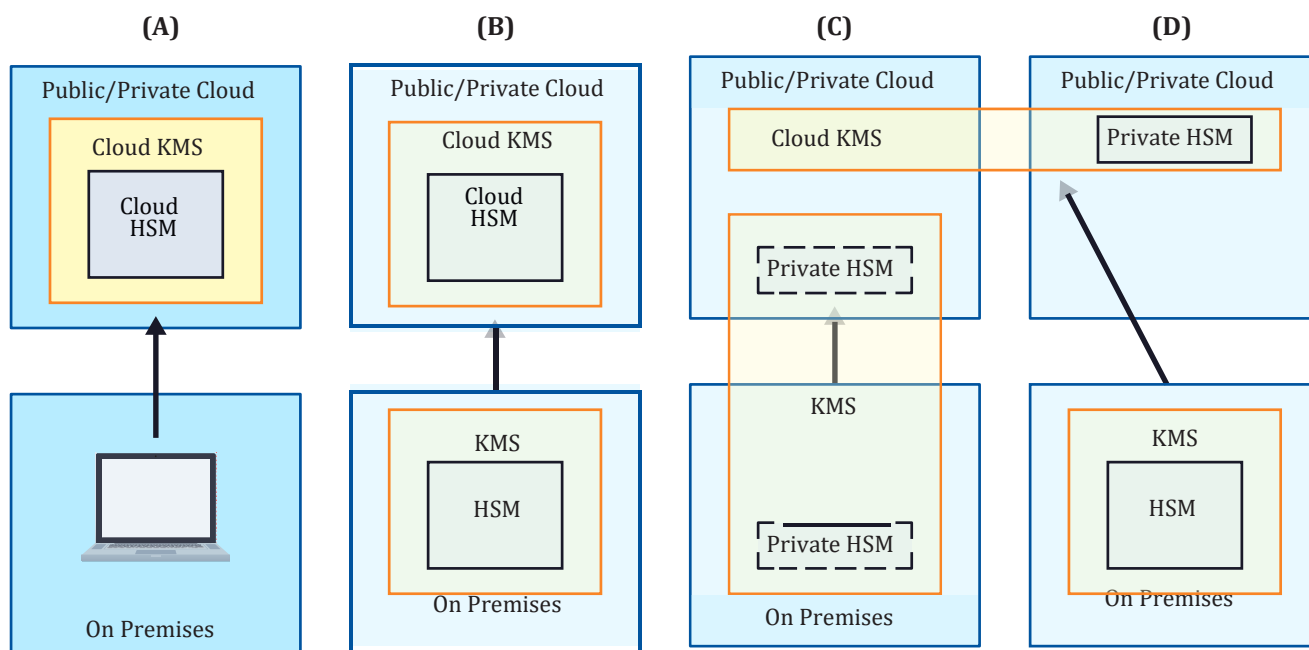 (A)
Public/Private Cloud
Cloud KMS
Cloud
HSM
On Premises
(B)
Public/Private Cloud
Cloud KMS
Cloud
HSM
KMS
HSM
On Premises
(C)
Public/Private Cloud
Cloud KMS
Private HSM
KMS
Private HSM
On Premises
(D)
Public/Private Cloud
Private HSM
KMS
HSM
On Premises